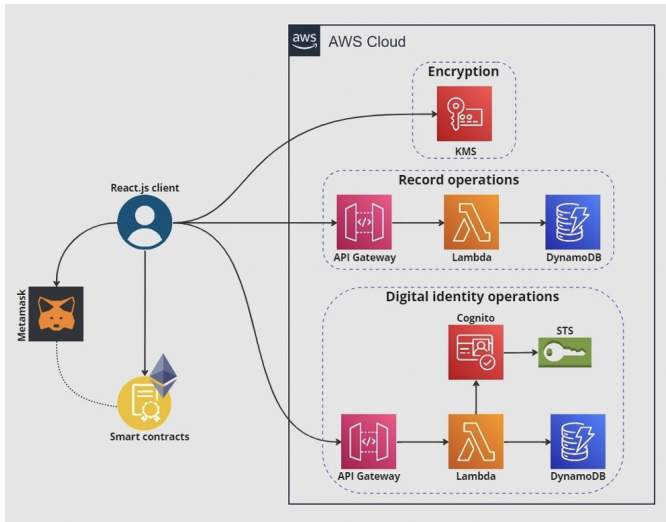 aws
AWS Cloud
Encryption
KMS
React.js client
Record operations
API Gateway
Lambda
DynamoDB
Metamask
Smart contracts
Digital identity operations
Cognito
STS
API Gateway
Lambda
DynamoDB